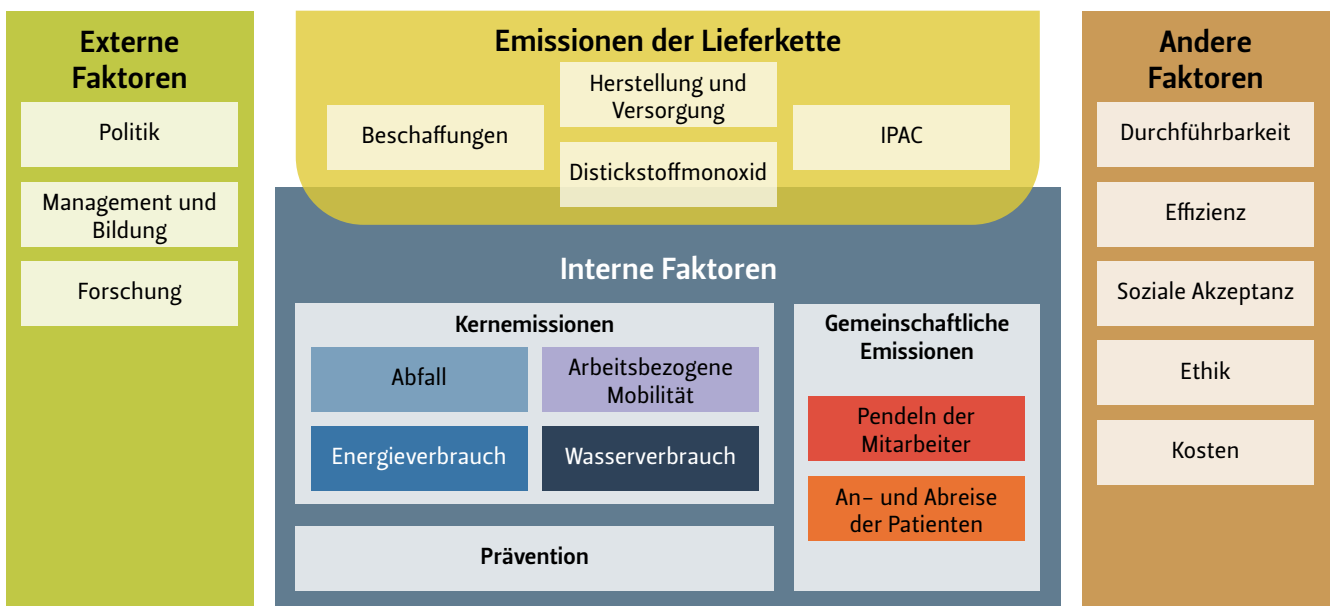 Externe
Faktoren
Politik
Management und
Bildung
Forschung
Emissionen der Lieferkette
Beschaffungen
Herstellung und
Versorgung
Distickstoffmonoxid
IPAC
Interne Faktoren
Kernemissionen
Abfall
Arbeitsbezogene
Mobilität
Energieverbrauch
Wasserverbrauch
Prävention
Gemeinschaftliche
Emissionen
Pendeln der
Mitarbeiter
An– und Abreise
der Patienten
Andere
Faktoren
Durchführbarkeit
Effizienz
Soziale Akzeptanz
Ethik
Kosten